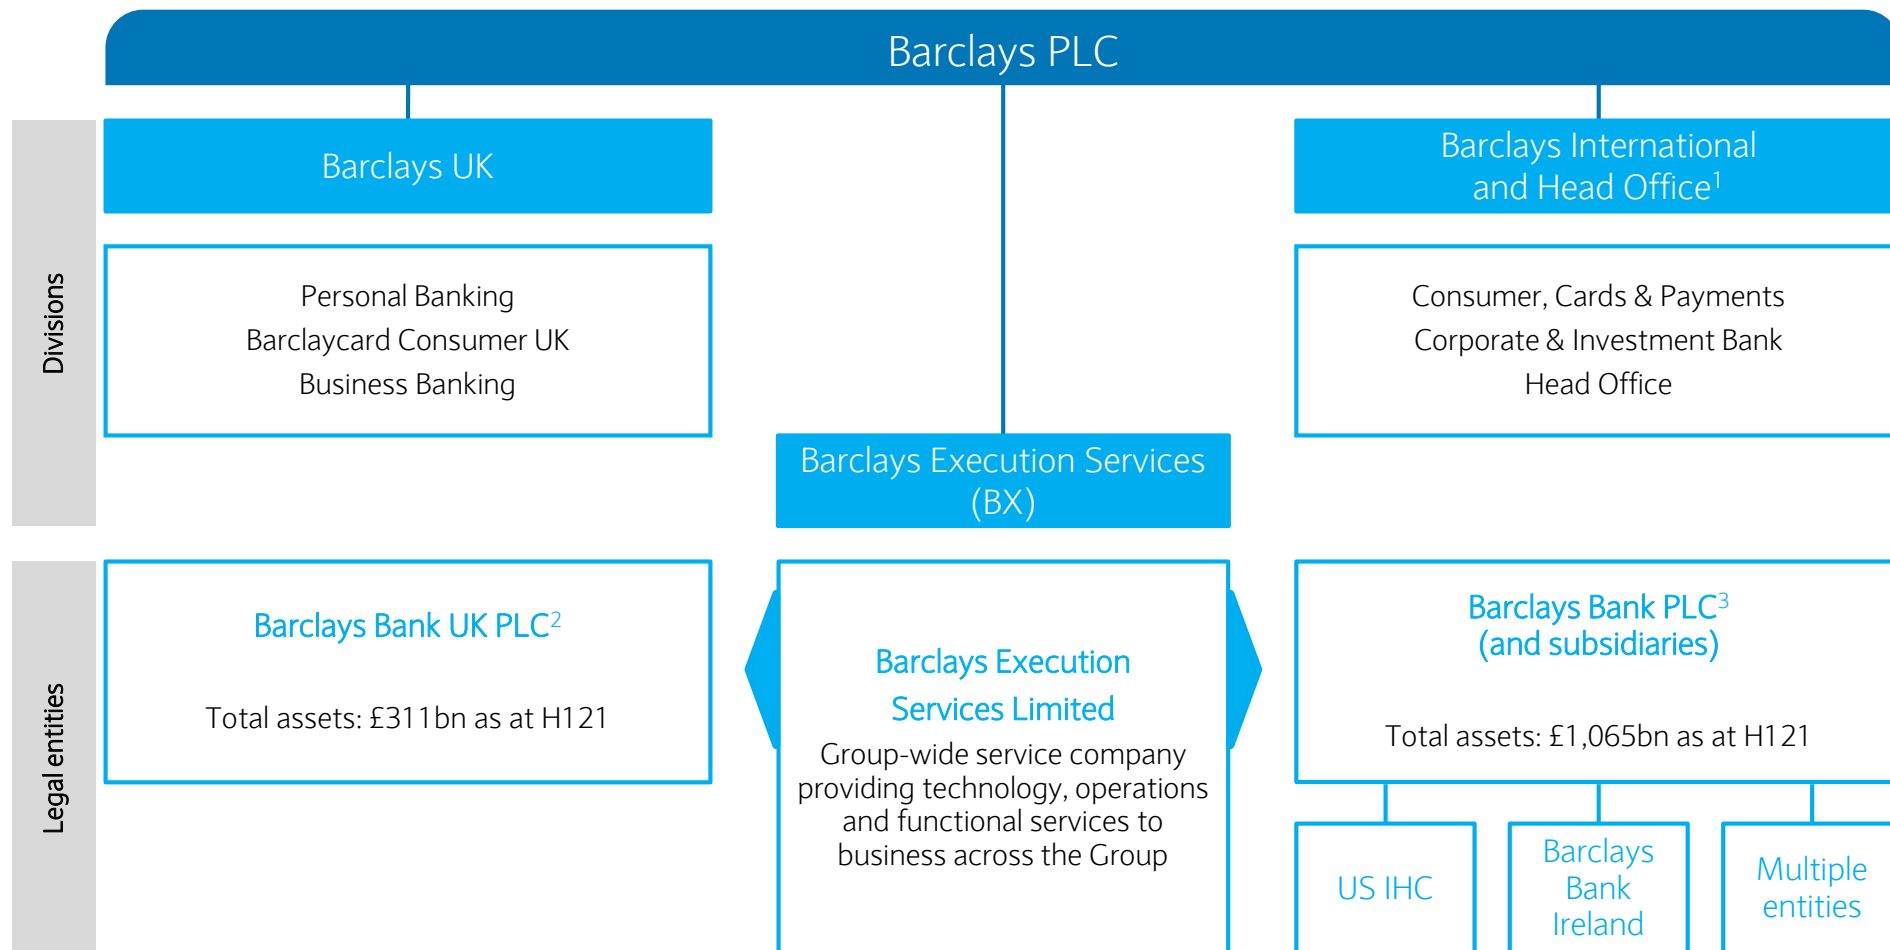 Barclays PLC
Divisions
Barclays UK
Personal Banking
Barclaycard Consumer UK
Business Banking
Barclays Execution Services
(BX)
Barclays International
and Head Office1
Consumer, Cards & Payments
Corporate & Investment Bank
Head Office
Legal entities
Barclays Bank UK PLC2
Total assets: £311bn as at H121
Barclays Execution
Services Limited
Group-wide service company
providing technology, operations
and functional services to
business across the Group
Barclays Bank PLC3
(and subsidiaries)
Total assets: £1,065bn as at H121
US IHC
Barclays
Bank
Ireland
Multiple
entities